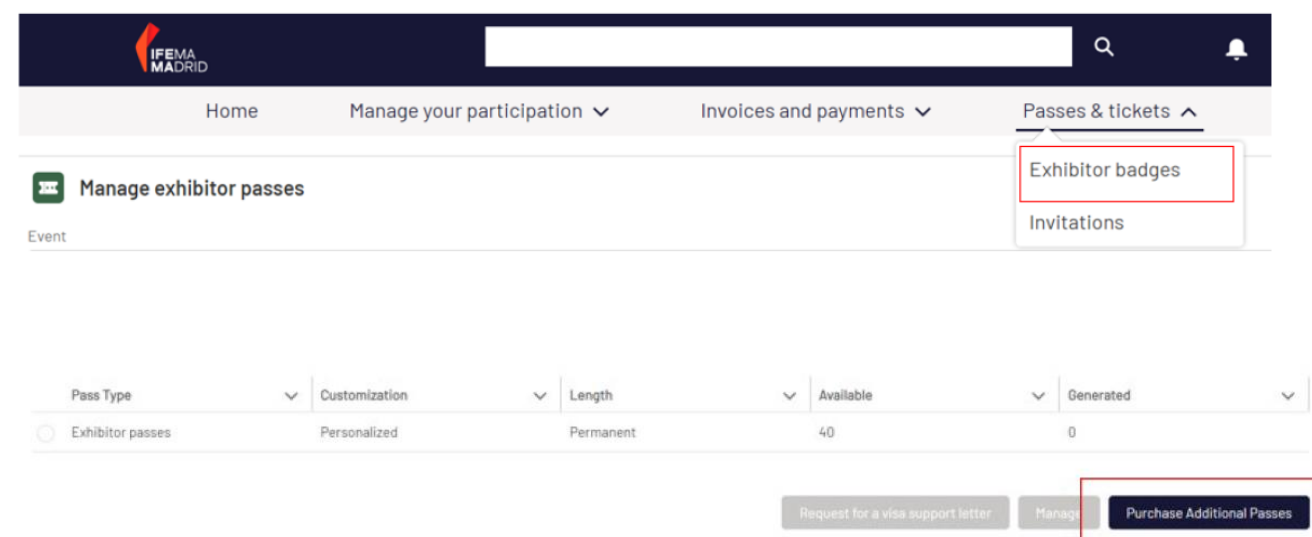 IFEMA
MADRID
Home Manage your participation Invoices and payments Passes & tickets
Exhibitor badges
Manage exhibitor passes
Invitations
Event
Pass Type Customization Length Available Generated
Exhibitor passes Personalized Permanent 40 0
Request for a visa support letter Manage Purchase Additional Passes